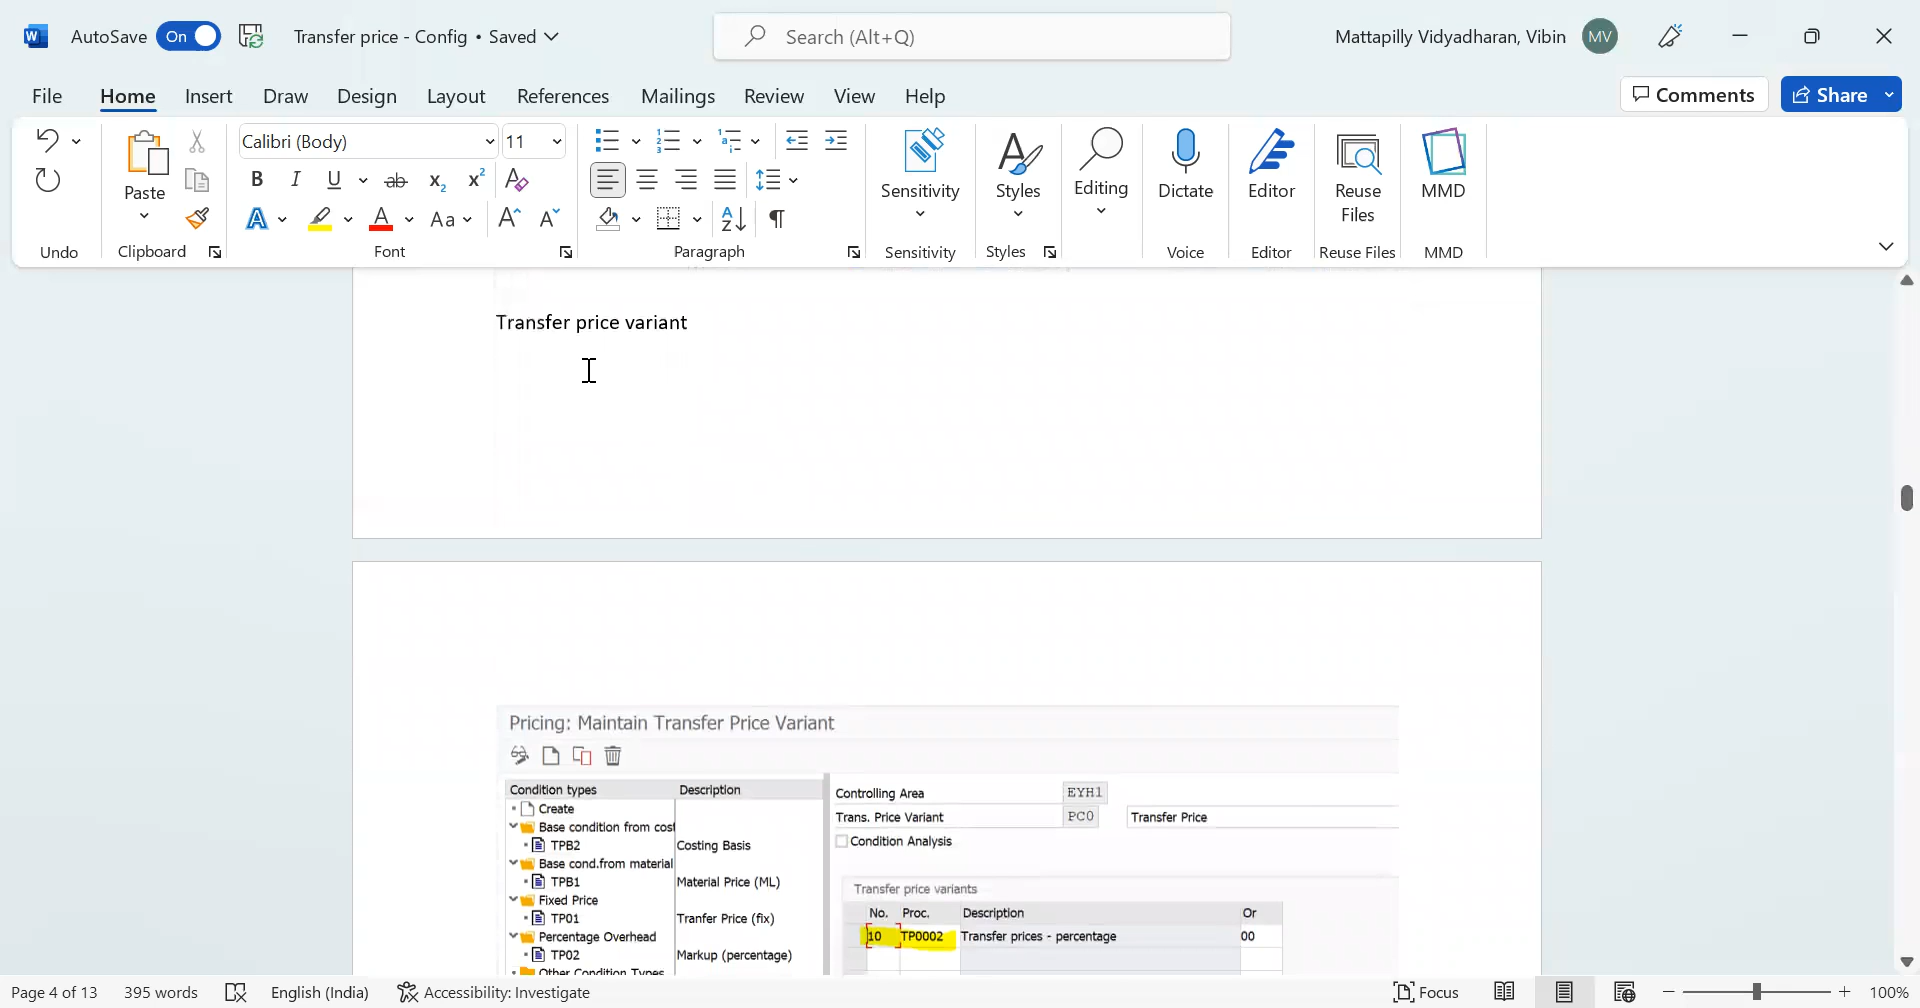 AutoSave On Transfer price - Config • Saved Search (Alt+Q) Mattapilly Vidyadharan, Vibin MV
File Home Insert Draw Design Layout References Mailings Review View Help Comments Share
Calibri (Body) 11
Paste Sensitivity Styles Editing Dictate Editor Reuse Files MMD
Undo Clipboard Font Paragraph Sensitivity Styles Voice Editor Reuse Files MMD
Transfer price variant
Pricing: Maintain Transfer Price Variant
Condition types Description
Create
Base condition from cost
TPB2 Costing Basis
Base cond.from material
TPB1 Material Price (ML)
Fixed Price
TP01 Tranfer Price (fix)
Percentage Overhead
TP02 Markup (percentage)
Other Condition Types
Controlling Area EYH1
Trans. Price Variant PC0 Transfer Price
Condition Analysis
Transfer price variants
No. Proc. Description Or
10 TP0002 Transfer prices - percentage 00
Page 4 of 13 395 words English (India) Accessibility: Investigate Focus 100%